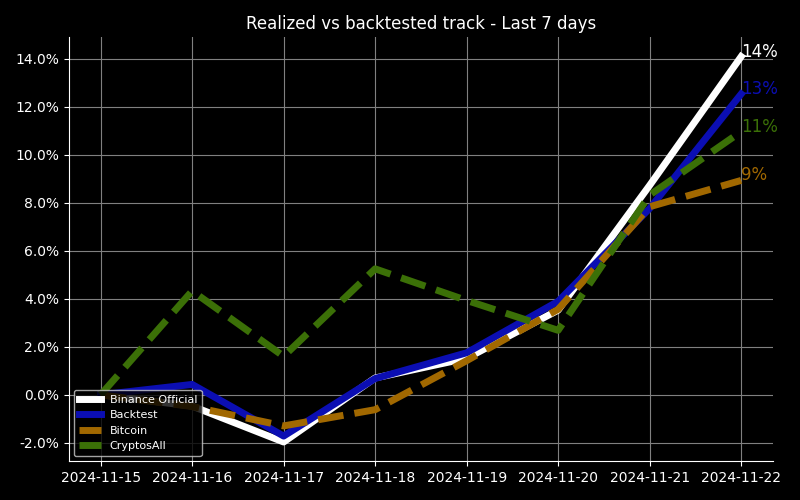 Realized vs backtested track - Last 7 days
14.0%
12.0%
10.0%
8.0%
6.0%
4.0%
2.0%
0.0%
-2.0%
14%
13%
11%
9%
Binance Official
Backtest
Bitcoin
CryptosAll
2024-11-15 2024-11-16 2024-11-17 2024-11-18 2024-11-19 2024-11-20 2024-11-21 2024-11-22